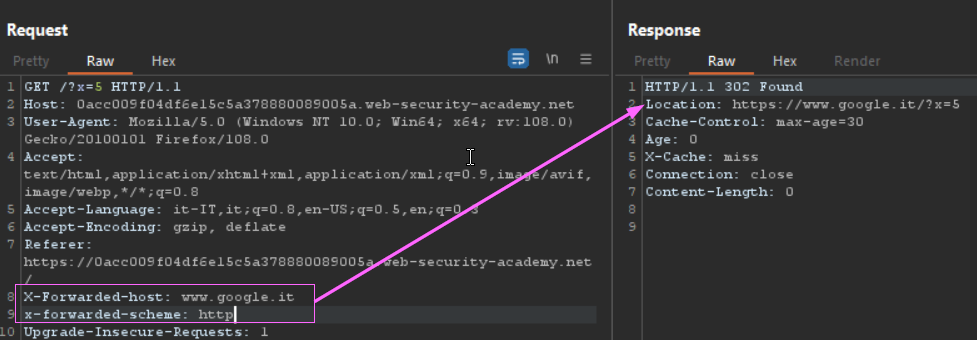 Request
Pretty Raw Hex \n
1 GET /?x=5 HTTP/1.1
2 Host: 0acc009f04df6e15c5a378880089005a.web-security-academy.net
3 User-Agent: Mozilla/5.0 (Windows NT 10.0; Win64; x64; rv:108.0)
Gecko/20100101 Firefox/108.0
4 Accept:
text/html,application/xhtml+xml,application/xml;q=0.9,image/avif,
image/webp,*/*;q=0.8
5 Accept-Language: it-IT,it;q=0.8,en-US;q=0.5,en;q=0.3
6 Accept-Encoding: gzip, deflate
7 Referer:
https://0acc009f04df6e15c5a378880089005a.web-security-academy.net
/
8 X-Forwarded-host: www.google.it
9 x-forwarded-scheme: http
10 Upgrade-Insecure-Requests: 1
Response
Pretty Raw Hex Render
1 HTTP/1.1 302 Found
2 Location: https://www.google.it/?x=5
3 Cache-Control: max-age=30
4 Age: 0
5 X-Cache: miss
6 Connection: close
7 Content-Length: 0
8
9